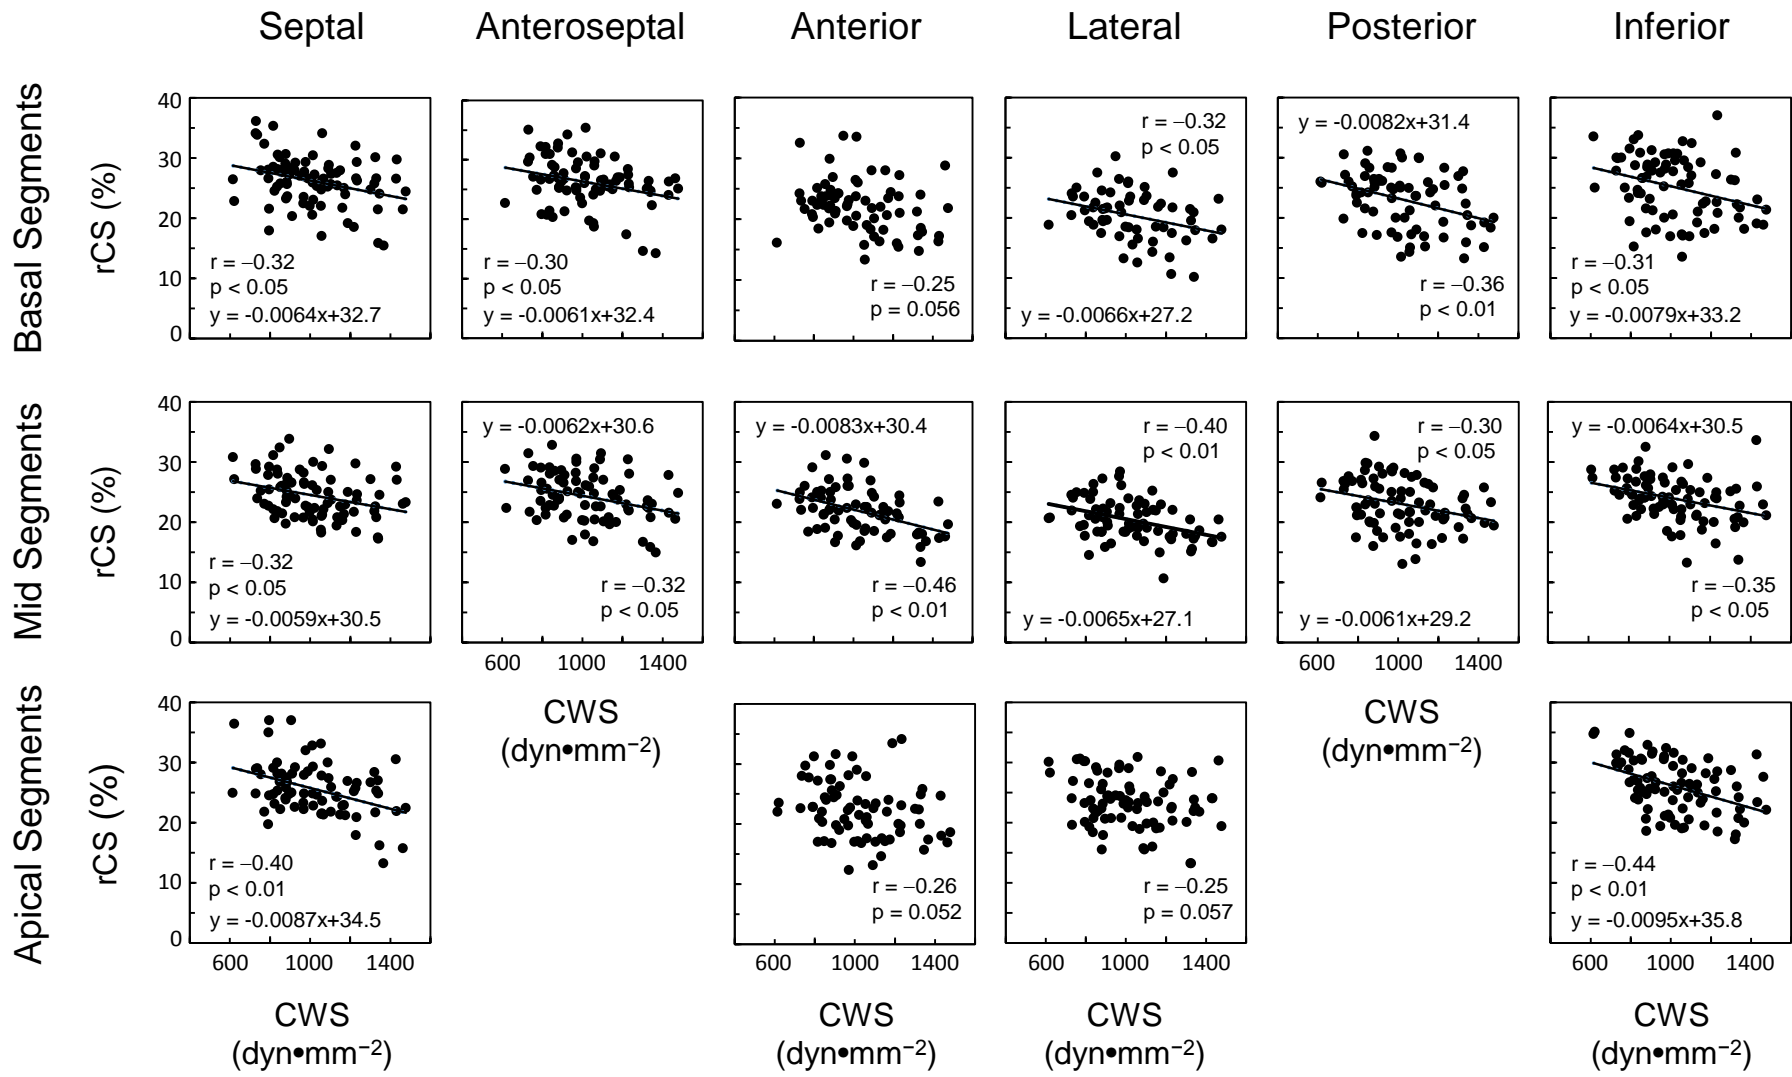 Septal
Anteroseptal
Anterior
Lateral
Posterior
Inferior
Basal Segments
rCS (%)
40
30
20
10
0
r = −0.32
p < 0.05
y = -0.0064x+32.7
r = −0.30
p < 0.05
y = -0.0061x+32.4
r = −0.25
p = 0.056
r = −0.32
p < 0.05
y = -0.0066x+27.2
y = -0.0082x+31.4
r = −0.36
p < 0.01
r = −0.31
p < 0.05
y = -0.0079x+33.2
Mid Segments
rCS (%)
40
30
20
10
0
r = −0.32
p < 0.05
y = -0.0059x+30.5
y = -0.0062x+30.6
r = −0.32
p < 0.05
600 1000 1400
CWS
(dyn•mm⁻²)
y = -0.0083x+30.4
r = −0.46
p < 0.01
r = −0.40
p < 0.01
y = -0.0065x+27.1
r = −0.30
p < 0.05
y = -0.0061x+29.2
600 1000 1400
CWS
(dyn•mm⁻²)
y = -0.0064x+30.5
r = −0.35
p < 0.05
Apical Segments
rCS (%)
40
30
20
10
0
r = −0.40
p < 0.01
y = -0.0087x+34.5
600 1000 1400
CWS
(dyn•mm⁻²)
r = −0.26
p = 0.052
600 1000 1400
CWS
(dyn•mm⁻²)
r = −0.25
p = 0.057
600 1000 1400
CWS
(dyn•mm⁻²)
r = −0.44
p < 0.01
y = -0.0095x+35.8
600 1000 1400
CWS
(dyn•mm⁻²)